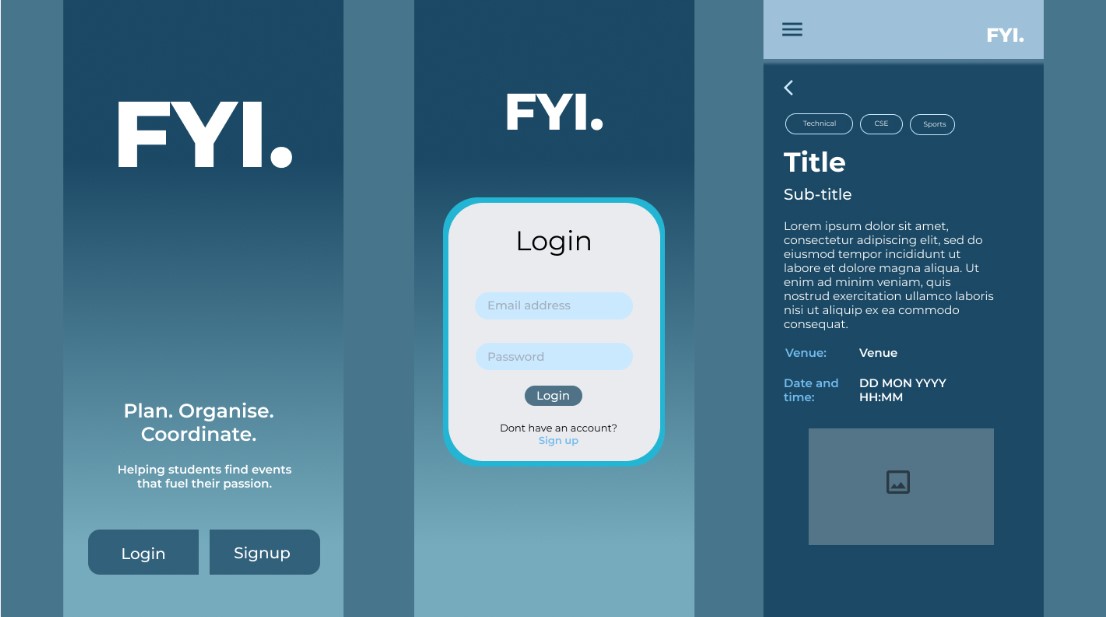 FYI.
Plan. Organise.
Coordinate.
Helping students find events
that fuel their passion.
Login
Signup
FYI.
Login
Email address
Password
Login
Dont have an account?
Sign up
FYI.
Technical
CSE
Sports
Title
Sub-title
Lorem ipsum dolor sit amet,
consectetur adipiscing elit, sed do
eiusmod tempor incididunt ut
labore et dolore magna aliqua. Ut
enim ad minim veniam, quis
nostrud exercitation ullamco laboris
nisi ut aliquip ex ea commodo
consequat.
Venue: Venue
Date and DD MON YYYY
time: HH:MM